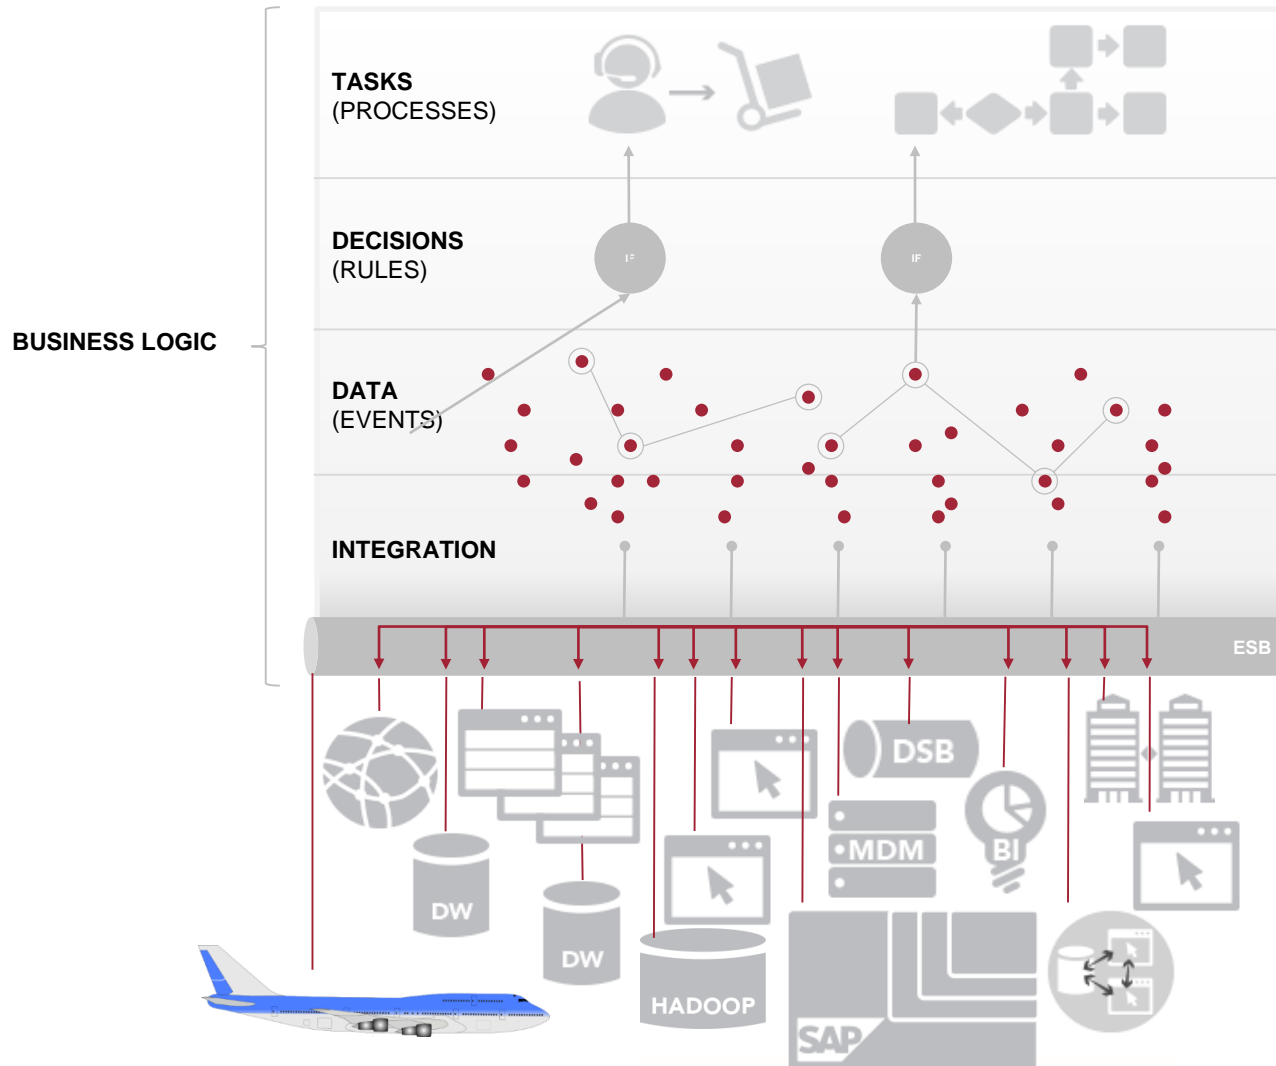 TASKS
(PROCESSES)
DECISIONS
(RULES)
IF
IF
BUSINESS LOGIC
DATA
(EVENTS)
INTEGRATION
ESB
DSB
MDM
BI
DW
DW
HADOOP
SAP